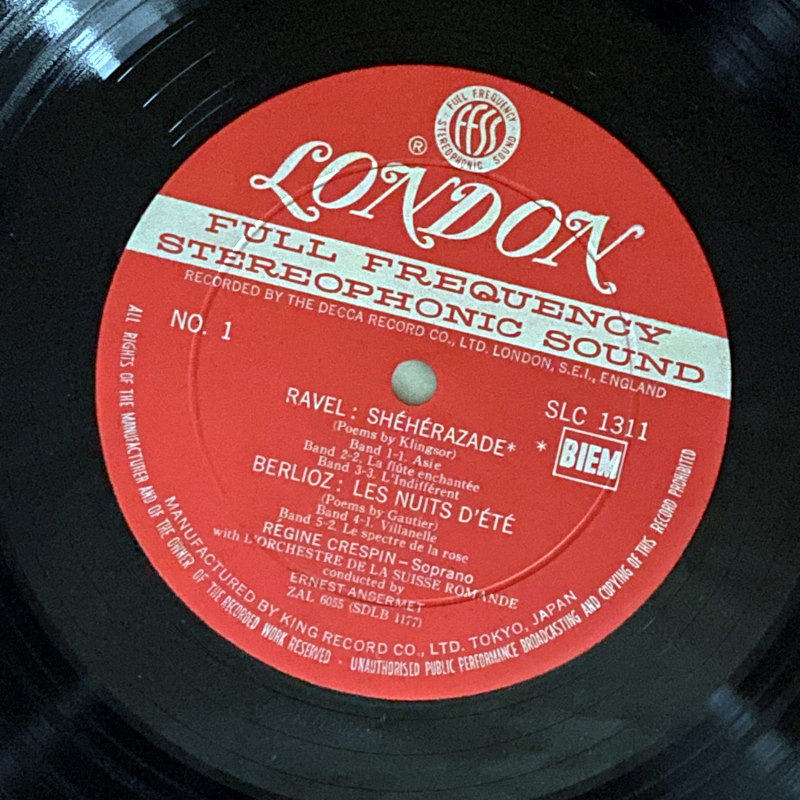 FULL FREQUENCY
FFSS
STEREOPHONIC SOUND
®
LONDON
FULL FREQUENCY
STEREOPHONIC SOUND
RECORDED BY THE DECCA RECORD CO., LTD. LONDON, S.E.I., ENGLAND
NO. 1
SLC 1311
* BIEM
RAVEL: SHÉHÉRAZADE*
(Poems by Klingsor)
Band 1-1. Asie
Band 2-2. La flûte enchantée
Band 3-3. L'Indifférent
BERLIOZ: LES NUITS D'ÉTÉ
(Poems by Gautier)
Band 4-1. Villanelle
Band 5-2. Le spectre de la rose
RÉGINE CRESPIN–Soprano
with L'ORCHESTRE DE LA SUISSE ROMANDE
conducted by
ERNEST ANSERMET
ZAL 6055 (SDLB 1177)
MANUFACTURED BY KING RECORD CO., LTD. TOKYO, JAPAN
ALL RIGHTS OF THE MANUFACTURER AND OF THE OWNER OF THE RECORDED WORK RESERVED · UNAUTHORISED PUBLIC PERFORMANCE BROADCASTING AND COPYING OF THIS RECORD PROHIBITED